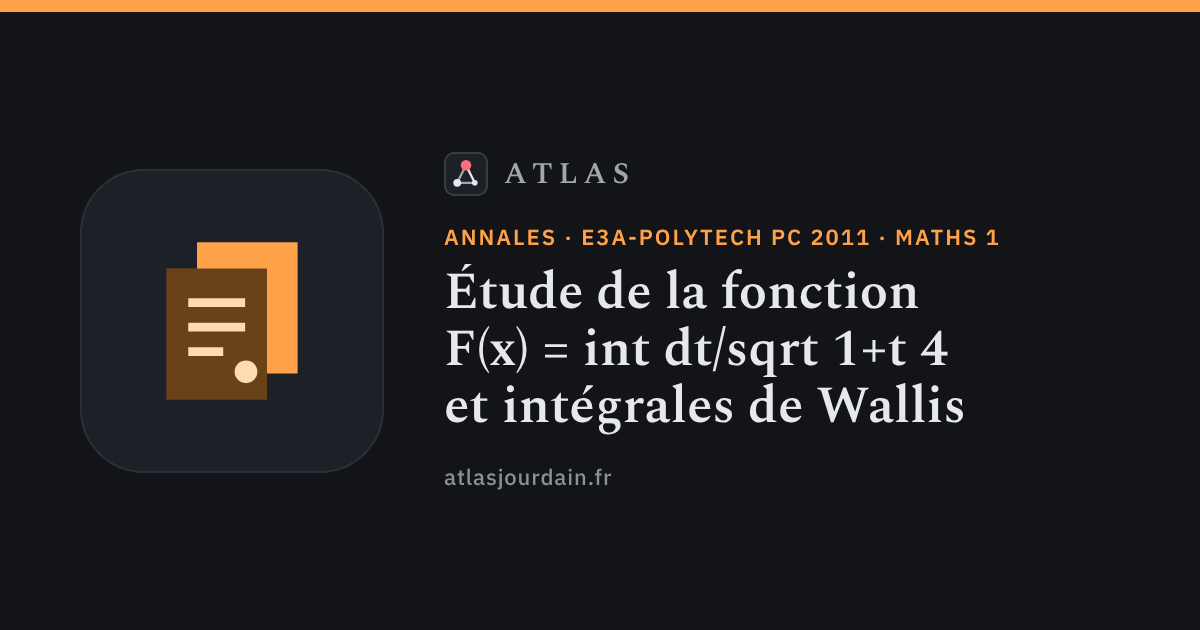 ATLAS
ANNALES · E3A-POLYTECH PC 2011 · MATHS 1
Étude de la fonction
F(x) = int dt/sqrt 1+t 4
et intégrales de Wallis
atlasjourdain.fr